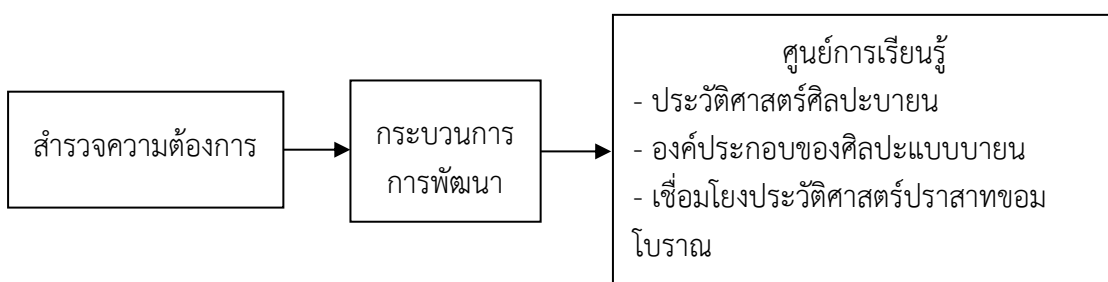 สำรวจความต้องการ
กระบวนการ
การพัฒนา
ศูนย์การเรียนรู้
- ประวัติศาสตร์ศิลปะบายน
- องค์ประกอบของศิลปะแบบบายน
- เชื่อมโยงประวัติศาสตร์ปราสาทขอม
โบราณ